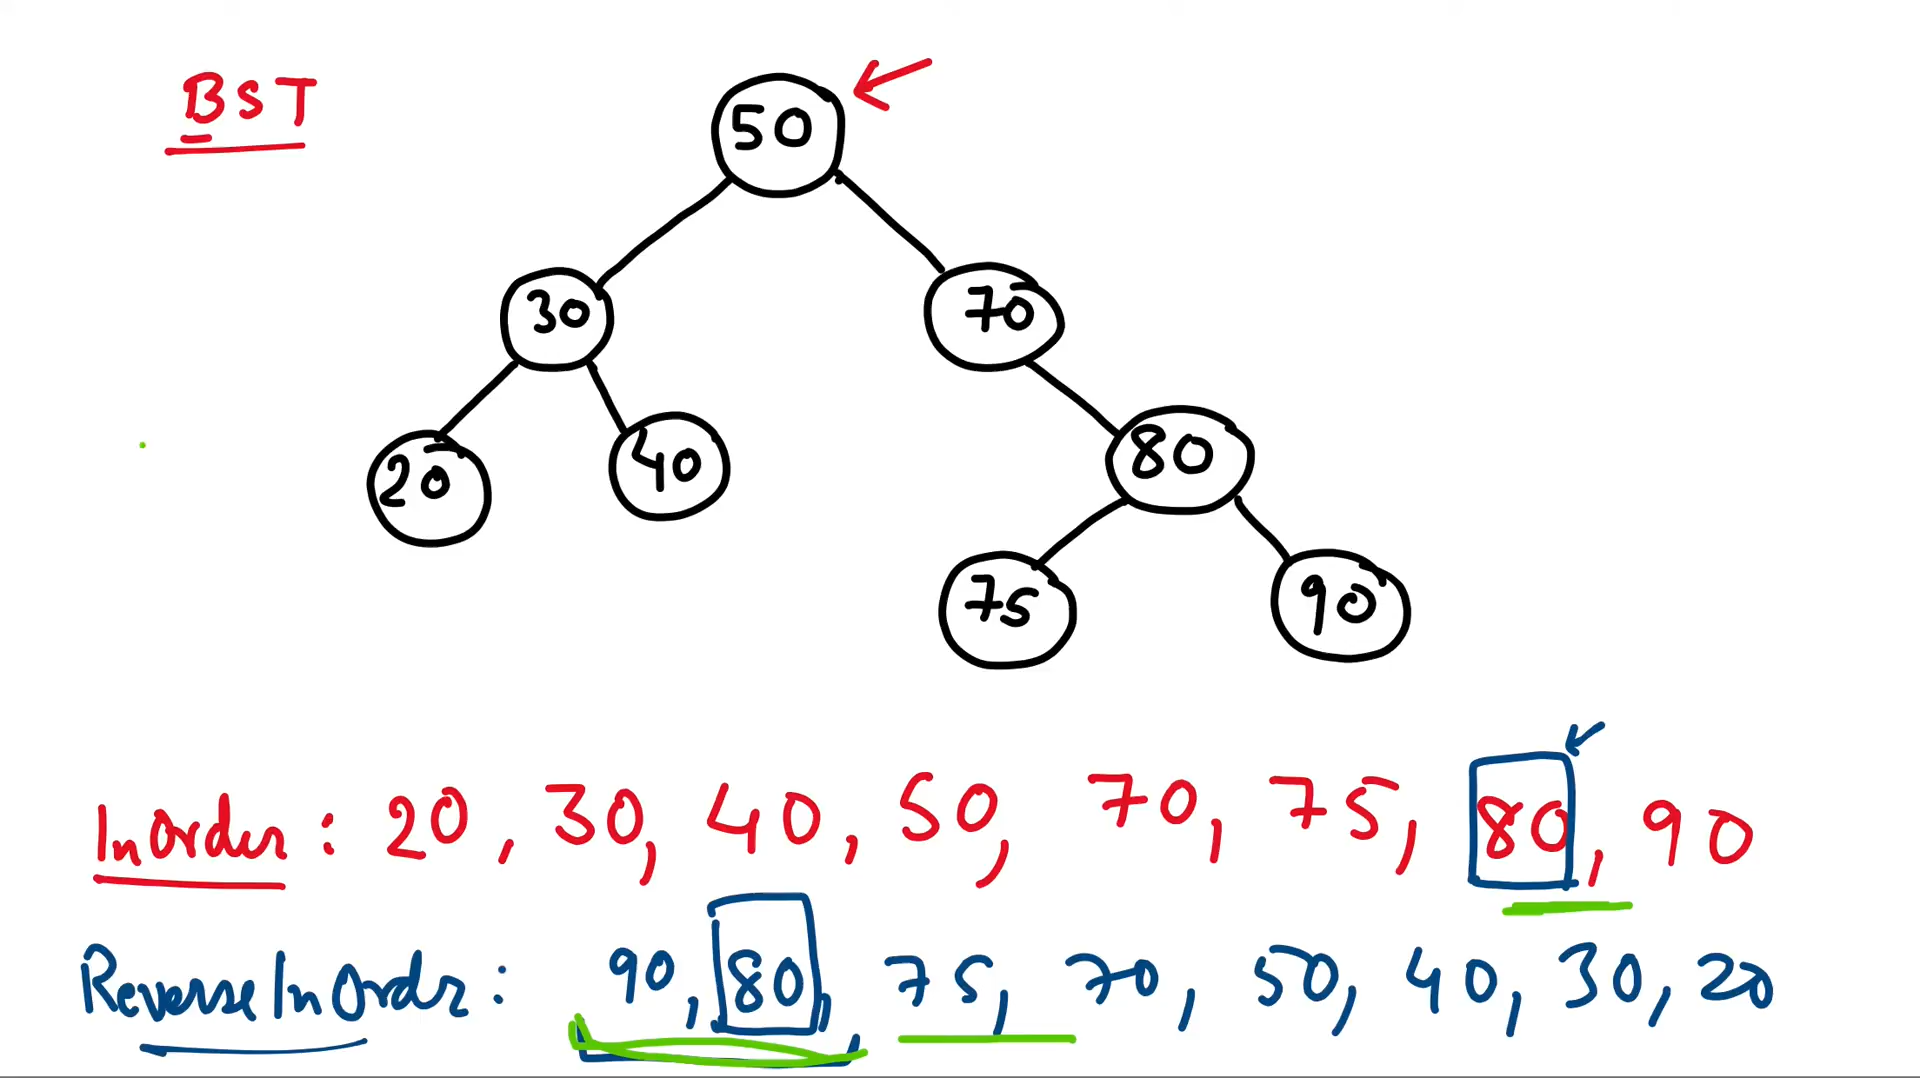 BST
50
30
70
20
40
80
75
90
InOrder : 20, 30, 40, 50, 70, 75, 80, 90
Reverse InOrder : 90, 80, 75, 70, 50, 40, 30, 20